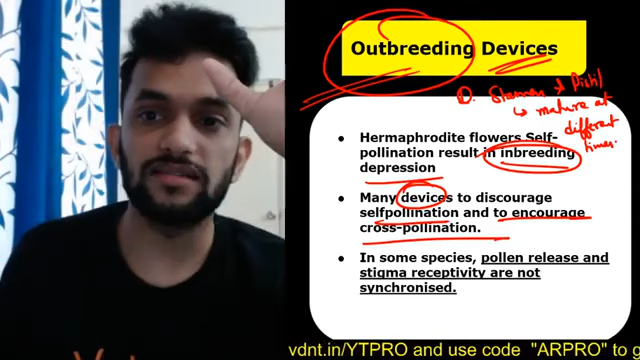 Outbreeding Devices
①. Stamen & Pistil
↳ mature at
different
times.
• Hermaphrodite flowers Self-
pollination result in inbreeding
depression
• Many devices to discourage
selfpollination and to encourage
cross-pollination.
• In some species, pollen release and
stigma receptivity are not
synchronised.
vdnt.in/YTPRO and use code "ARPRO" to g